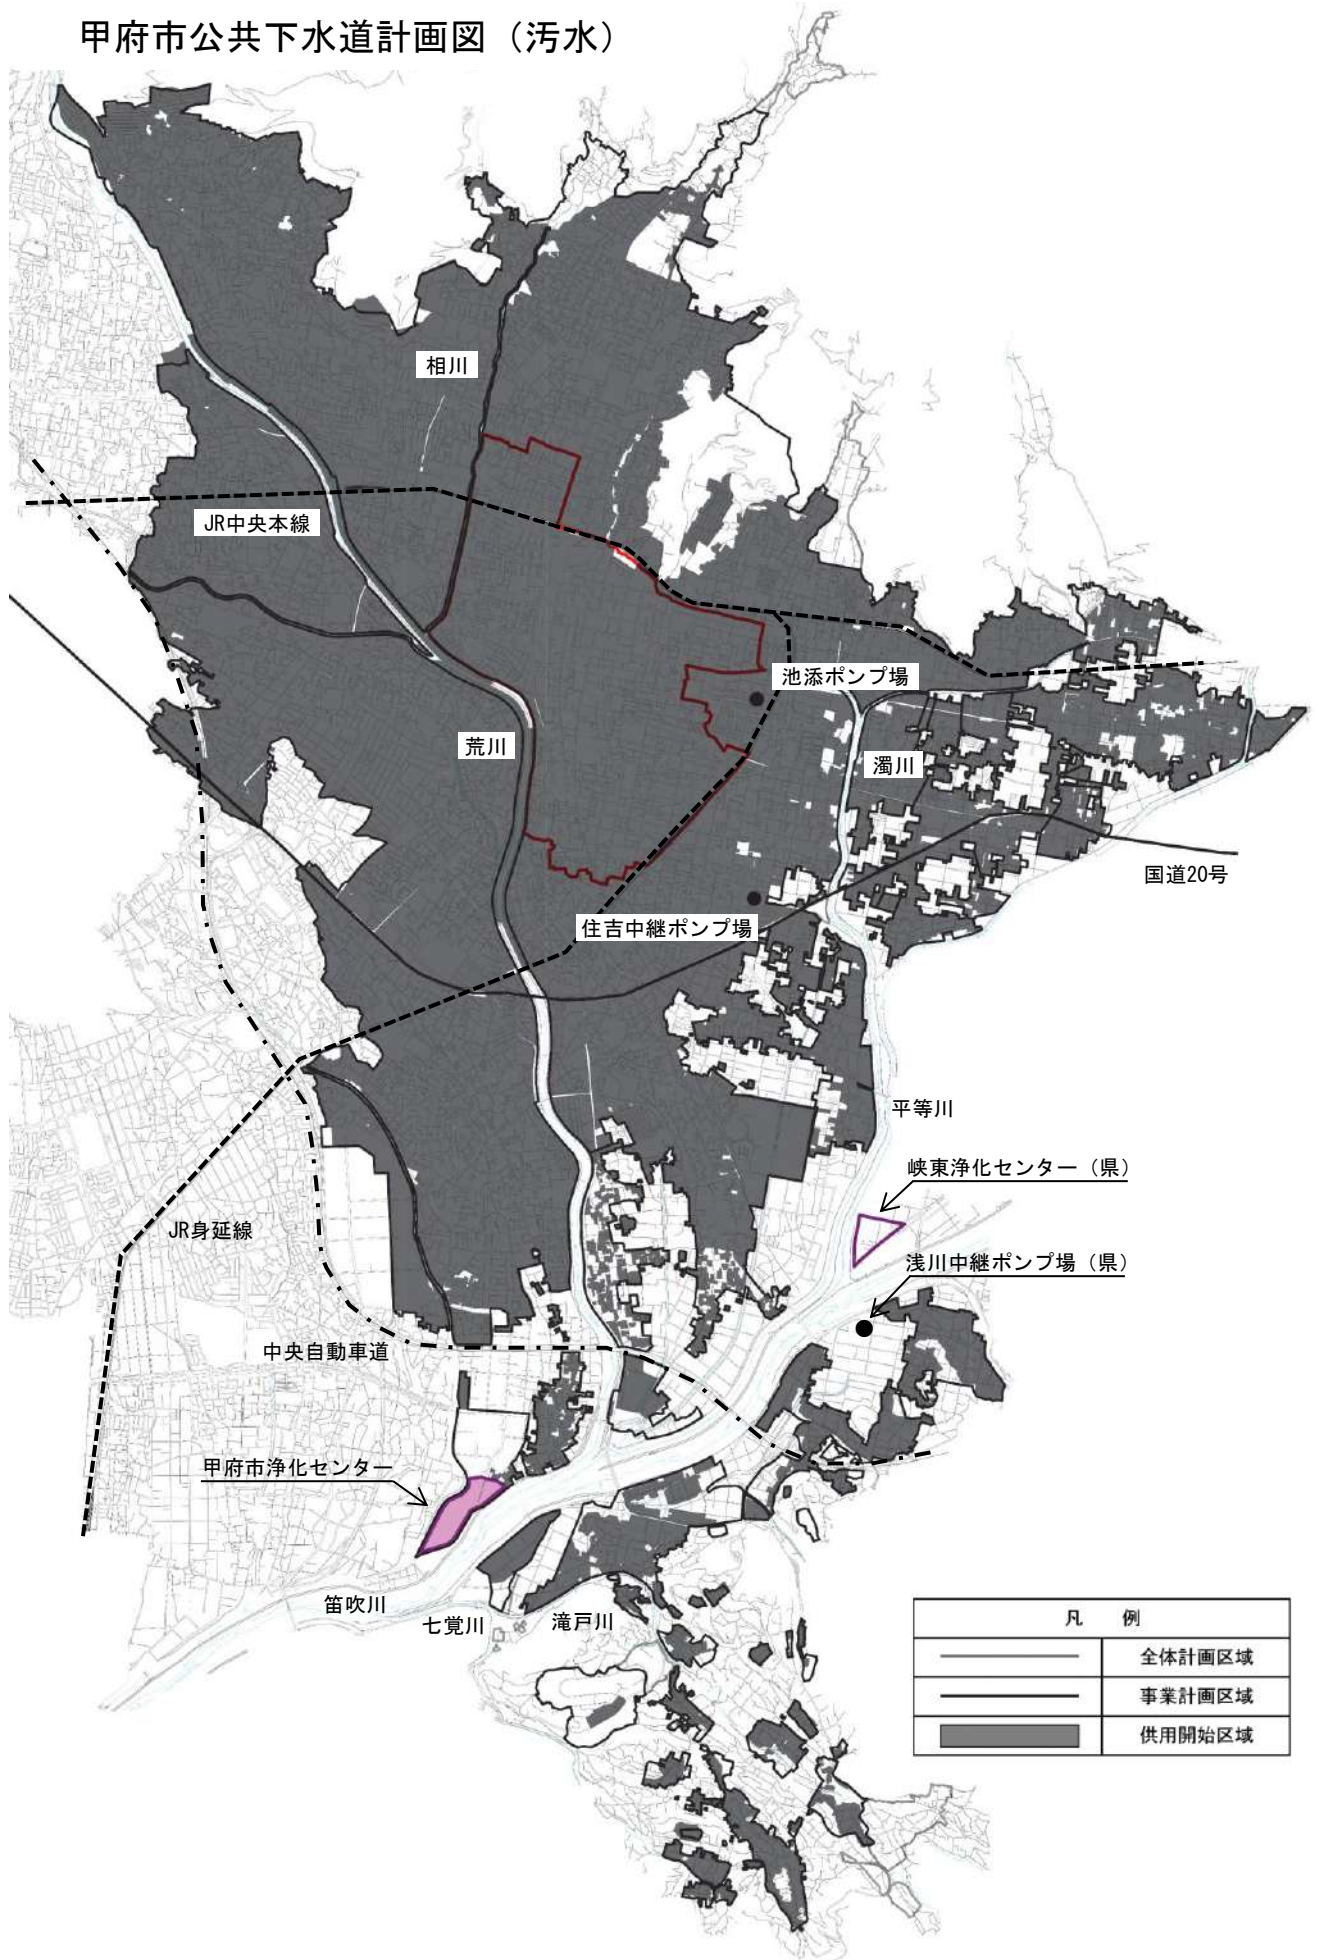 甲府市公共下水道計画図（汚水）
相川
JR中央本線
池添ポンプ場
荒川
濁川
国道20号
住吉中継ポンプ場
平等川
峡東浄化センター（県）
JR身延線
浅川中継ポンプ場（県）
中央自動車道
甲府市浄化センター
笛吹川
七覚川
滝戸川
凡 例
全体計画区域
事業計画区域
供用開始区域